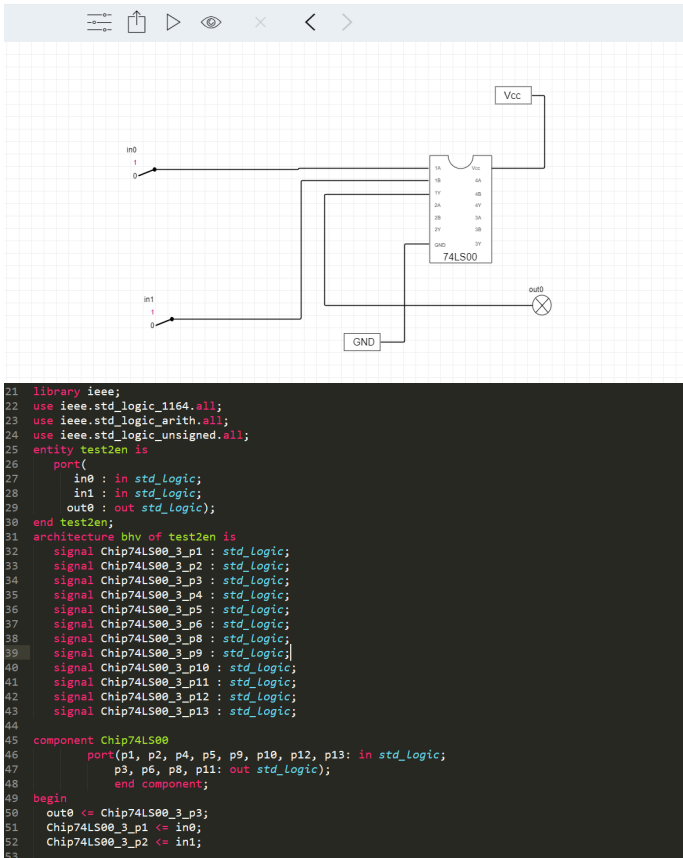 Vcc
in0
1
0
1A Vcc
1B 4A
1Y 4B
2A 4Y
2B 3A
2Y 3B
GND 3Y
74LS00
out0
in1
1
0
GND
21 library ieee;
22 use ieee.std_logic_1164.all;
23 use ieee.std_logic_arith.all;
24 use ieee.std_logic_unsigned.all;
25 entity test2en is
26 port(
27 in0 : in std_logic;
28 in1 : in std_logic;
29 out0 : out std_logic);
30 end test2en;
31 architecture bhv of test2en is
32 signal Chip74LS00_3_p1 : std_logic;
33 signal Chip74LS00_3_p2 : std_logic;
34 signal Chip74LS00_3_p3 : std_logic;
35 signal Chip74LS00_3_p4 : std_logic;
36 signal Chip74LS00_3_p5 : std_logic;
37 signal Chip74LS00_3_p6 : std_logic;
38 signal Chip74LS00_3_p8 : std_logic;
39 signal Chip74LS00_3_p9 : std_logic;
40 signal Chip74LS00_3_p10 : std_logic;
41 signal Chip74LS00_3_p11 : std_logic;
42 signal Chip74LS00_3_p12 : std_logic;
43 signal Chip74LS00_3_p13 : std_logic;
44
45 component Chip74LS00
46 port(p1, p2, p4, p5, p9, p10, p12, p13: in std_logic;
47 p3, p6, p8, p11: out std_logic);
48 end component;
49 begin
50 out0 <= Chip74LS00_3_p3;
51 Chip74LS00_3_p1 <= in0;
52 Chip74LS00_3_p2 <= in1;
53